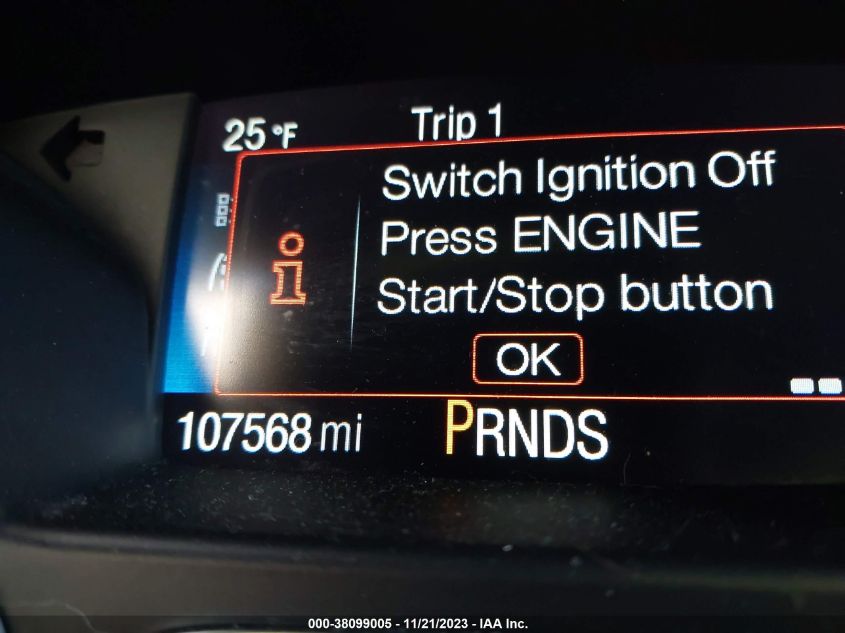 25 °F
Trip 1
Switch Ignition Off
Press ENGINE
Start/Stop button
OK
107568 mi
PRNDS
000-38099005 - 11/21/2023 - IAA Inc.